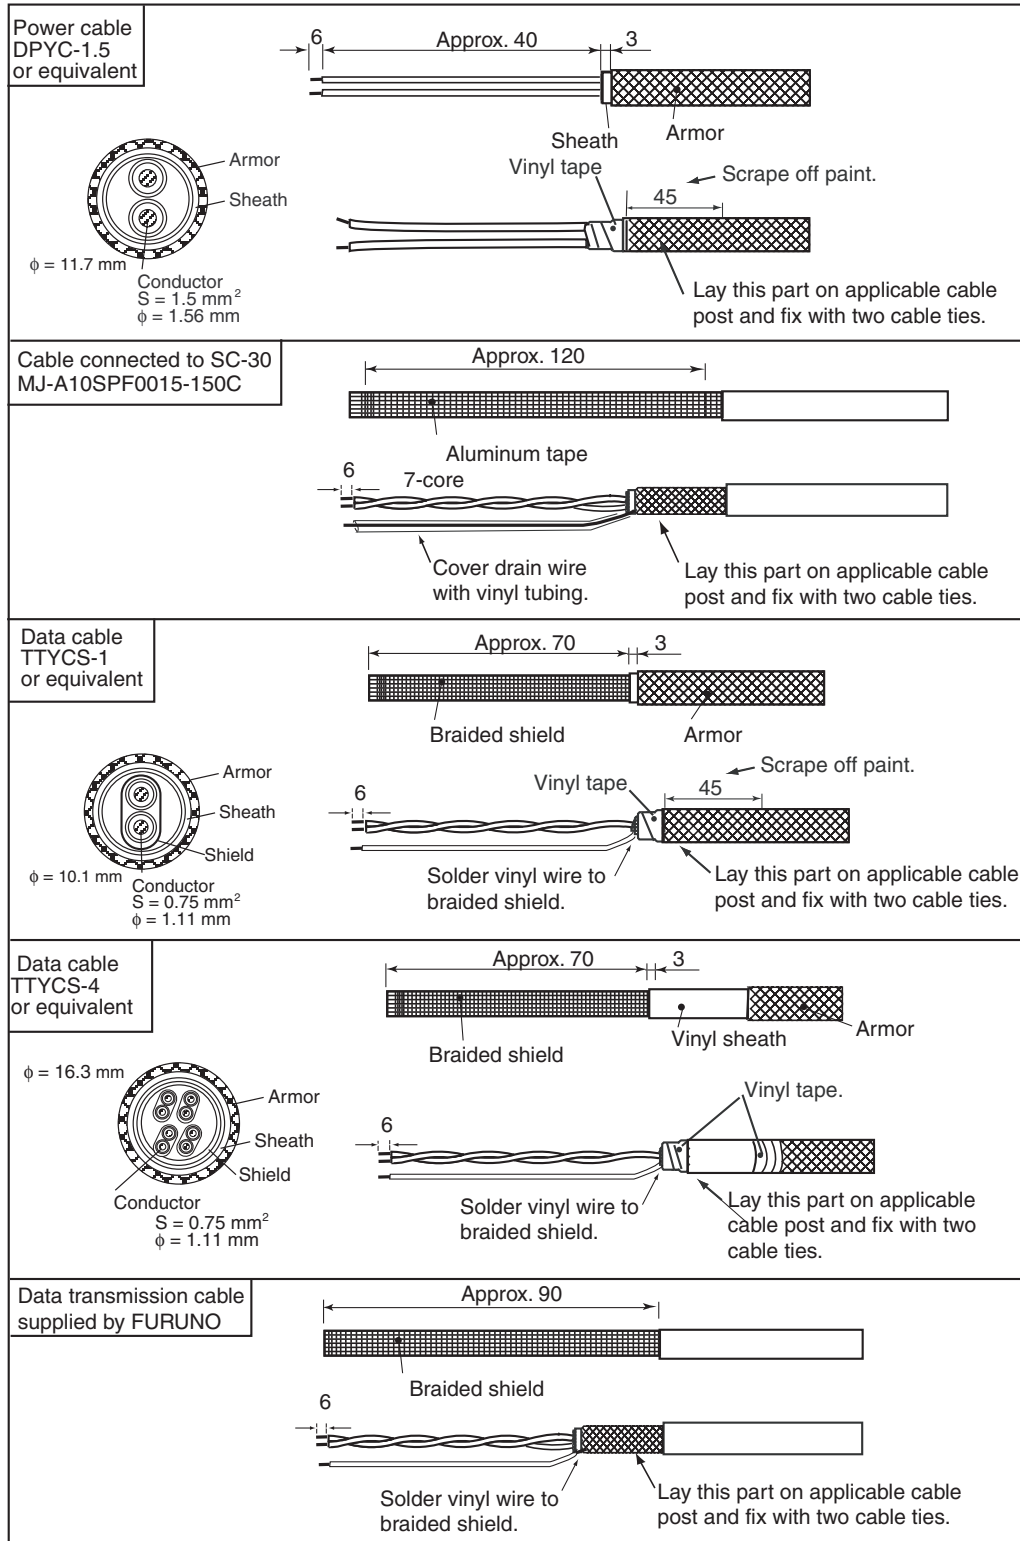 Power cable
DPYC-1.5
or equivalent
6
Approx. 40
3
Sheath
Armor
Vinyl tape
Scrape off paint.
45
Armor
Sheath
ϕ = 11.7 mm
Conductor
S = 1.5 mm²
ϕ = 1.56 mm
Lay this part on applicable cable
post and fix with two cable ties.
Cable connected to SC-30
MJ-A10SPF0015-150C
Approx. 120
Aluminum tape
6
7-core
Cover drain wire
with vinyl tubing.
Lay this part on applicable cable
post and fix with two cable ties.
Data cable
TTYCS-1
or equivalent
Approx. 70
3
Braided shield
Armor
Vinyl tape
Scrape off paint.
45
6
Armor
Sheath
Shield
ϕ = 10.1 mm
Conductor
S = 0.75 mm²
ϕ = 1.11 mm
Solder vinyl wire to
braided shield.
Lay this part on applicable cable
post and fix with two cable ties.
Data cable
TTYCS-4
or equivalent
Approx. 70
3
Braided shield
Vinyl sheath
Armor
ϕ = 16.3 mm
Armor
Sheath
Shield
Conductor
S = 0.75 mm²
ϕ = 1.11 mm
6
Vinyl tape.
Solder vinyl wire to
braided shield.
Lay this part on applicable
cable post and fix with two
cable ties.
Data transmission cable
supplied by FURUNO
Approx. 90
Braided shield
6
Solder vinyl wire to
braided shield.
Lay this part on applicable cable
post and fix with two cable ties.